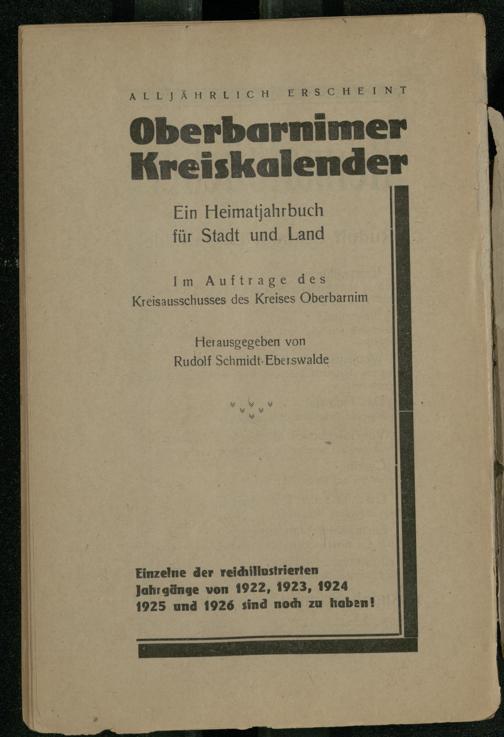 ALLJÄHRLICH ERSCHEINT
Oberbarnimer
Kreiskalender
Ein Heimatjahrbuch
für Stadt und Land
Im Auftrage des
Kreisausschusses des Kreises Oberbarnim
Herausgegeben von
Rudolf Schmidt-Eberswalde
Einzelne der reichillustrierten
Jahrgänge von 1922, 1923, 1924
1925 und 1926 sind noch zu haben!